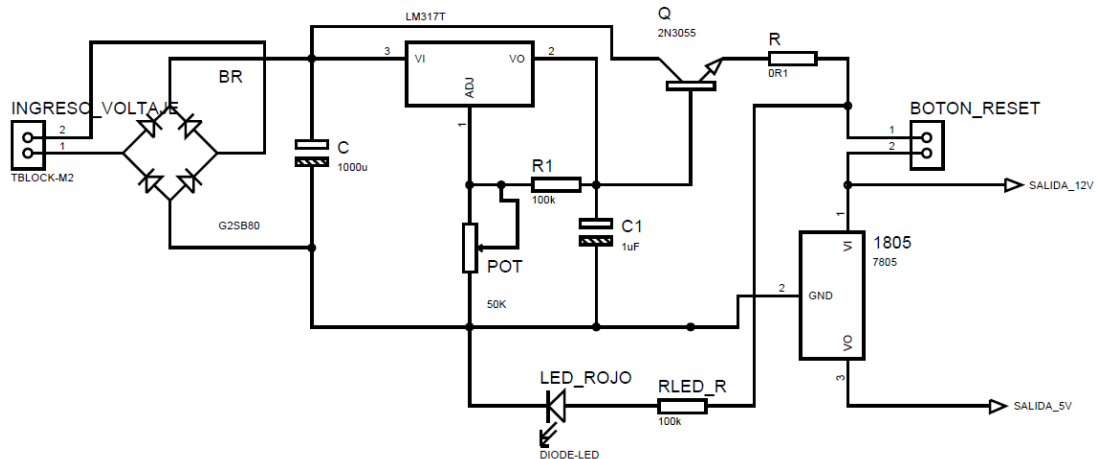 LM317T
Q
2N3055
R
0R1
3
VI
VO
2
ADJ
1
BR
INGRESO_VOLTAJE
2
1
TBLOCK-M2
G2SB80
C
1000u
R1
100k
C1
1uF
POT
50K
BOTON_RESET
1
2
SALIDA_12V
1
VI
1805
7805
2
GND
VO
3
SALIDA_5V
LED_ROJO
DIODE-LED
RLED_R
100k